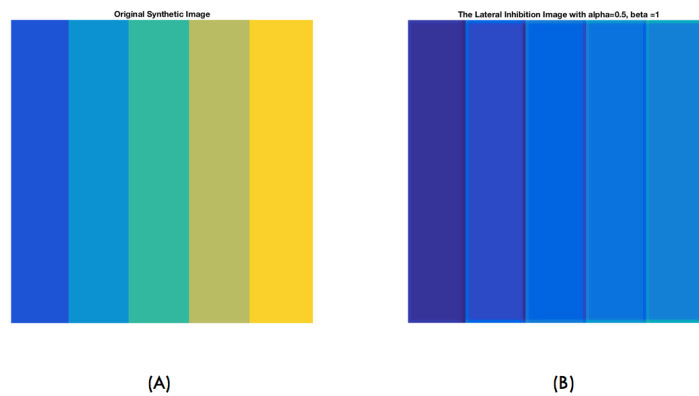 Original Synthetic Image
The Lateral Inhibition Image with alpha=0.5, beta =1
(A)
(B)